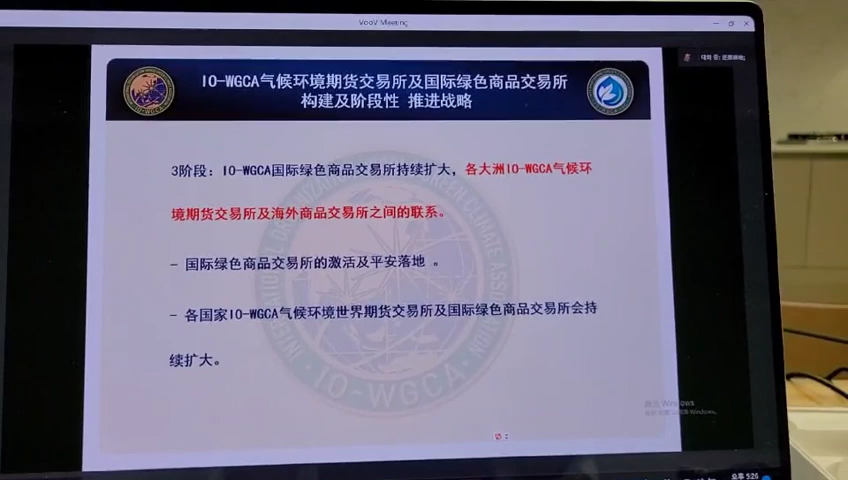 VooV Meeting
IO-WGCA气候环境期货交易所及国际绿色商品交易所
构建及阶段性 推进战略
3阶段：IO-WGCA国际绿色商品交易所持续扩大，各大洲IO-WGCA气候环
境期货交易所及海外商品交易所之间的联系。
- 国际绿色商品交易所的激活及平安落地 。
- 各国家IO-WGCA气候环境世界期货交易所及国际绿色商品交易所会持
续扩大。
IO-WGCA
오후 5:26